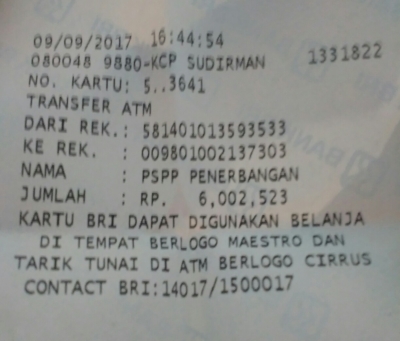 09/09/2017 16:44:54
080048 9880-KCP SUDIRMAN 1331822
NO. KARTU: 5..3641
TRANSFER ATM
DARI REK.: 581401013593533
KE REK. : 009801002137303
NAMA : PSPP PENERBANGAN
JUMLAH : RP. 6,002,523
KARTU BRI DAPAT DIGUNAKAN BELANJA
DI TEMPAT BERLOGO MAESTRO DAN
TARIK TUNAI DI ATM BERLOGO CIRRUS
CONTACT BRI:14017/1500017